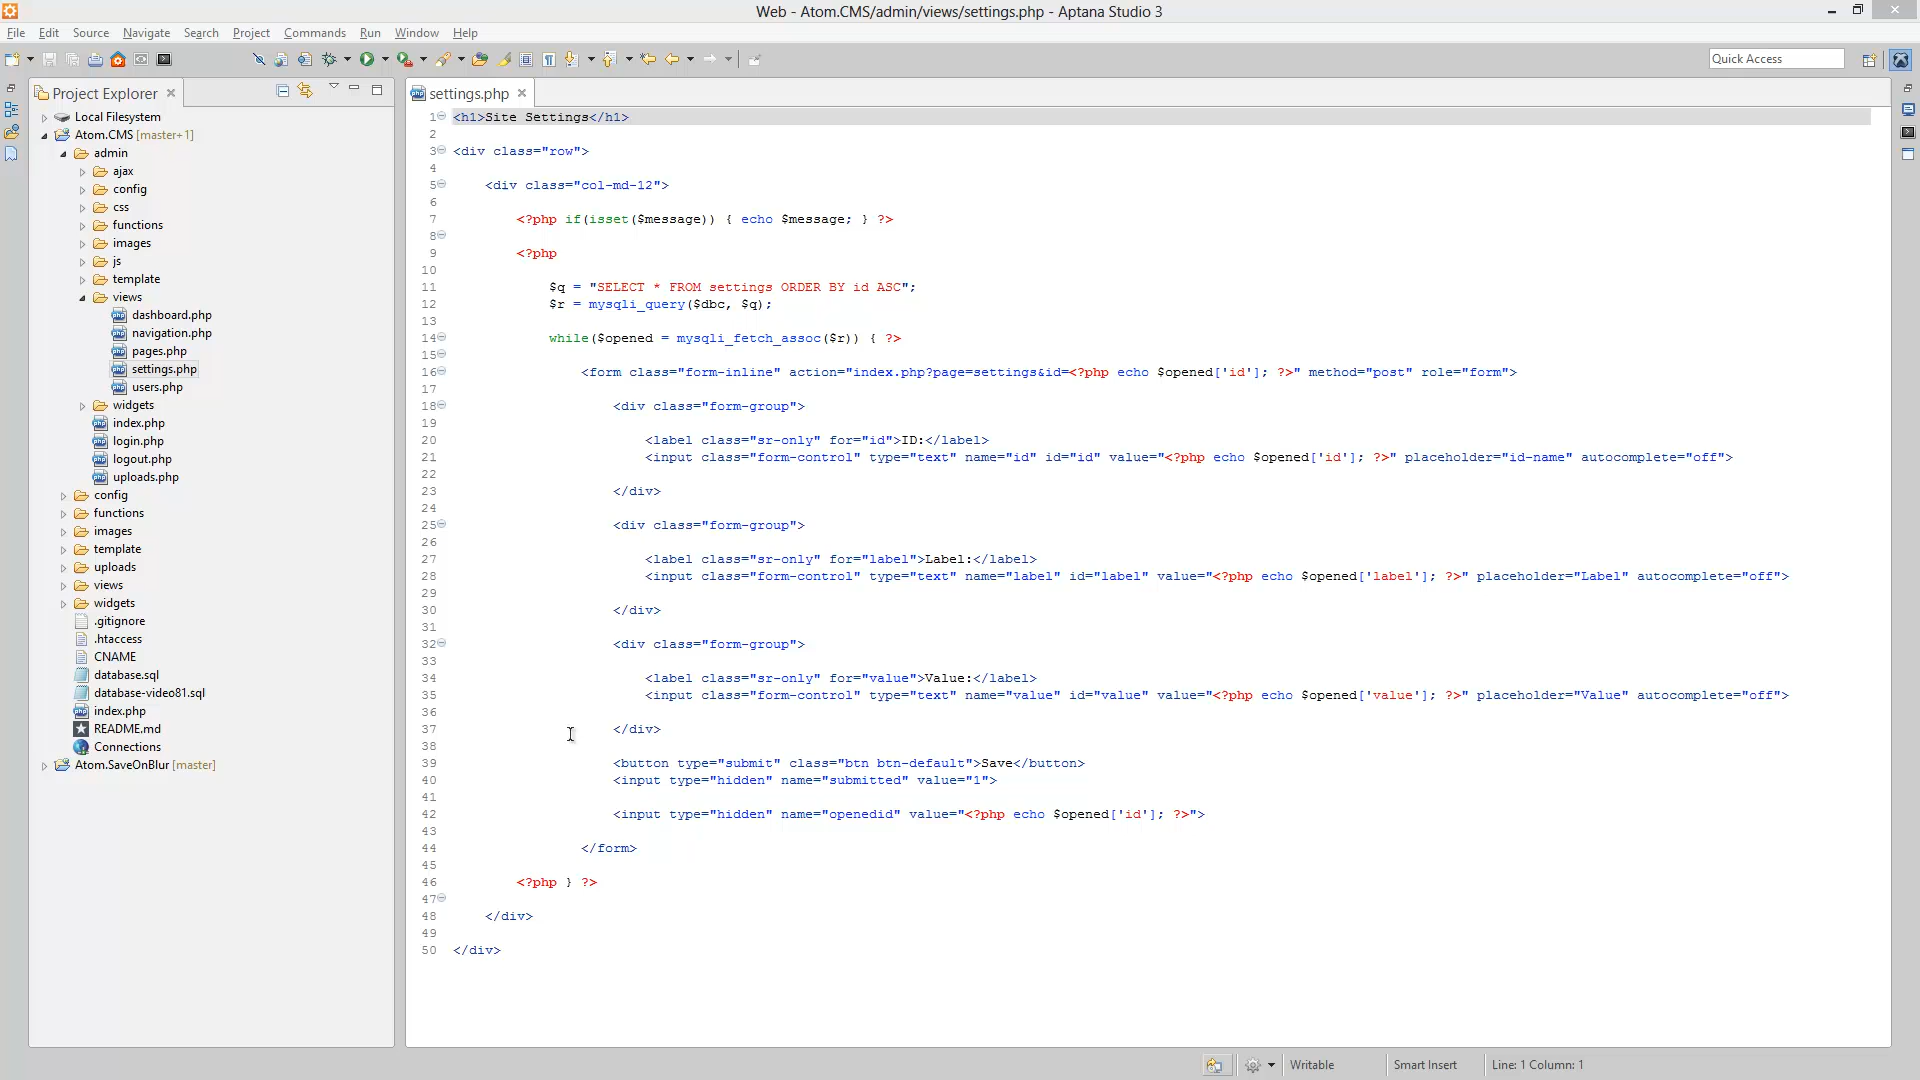 Web - Atom.CMS/admin/views/settings.php - Aptana Studio 3
File Edit Source Navigate Search Project Commands Run Window Help
Quick Access
Project Explorer
settings.php
Local Filesystem
Atom.CMS [master+1]
admin
ajax
config
css
functions
images
js
template
views
dashboard.php
navigation.php
pages.php
settings.php
users.php
widgets
index.php
login.php
logout.php
uploads.php
config
functions
images
template
uploads
views
widgets
.gitignore
.htaccess
CNAME
database.sql
database-video81.sql
index.php
README.md
Connections
Atom.SaveOnBlur [master]
1 <h1>Site Settings</h1>
2
3 <div class="row">
4
5 <div class="col-md-12">
6
7 <?php if(isset($message)) { echo $message; } ?>
8
9 <?php
10
11 $q = "SELECT * FROM settings ORDER BY id ASC";
12 $r = mysqli_query($dbc, $q);
13
14 while($opened = mysqli_fetch_assoc($r)) { ?>
15
16 <form class="form-inline" action="index.php?page=settings&id=<?php echo $opened['id']; ?>" method="post" role="form">
17
18 <div class="form-group">
19
20 <label class="sr-only" for="id">ID:</label>
21 <input class="form-control" type="text" name="id" id="id" value="<?php echo $opened['id']; ?>" placeholder="id-name" autocomplete="off">
22
23 </div>
24
25 <div class="form-group">
26
27 <label class="sr-only" for="label">Label:</label>
28 <input class="form-control" type="text" name="label" id="label" value="<?php echo $opened['label']; ?>" placeholder="Label" autocomplete="off">
29
30 </div>
31
32 <div class="form-group">
33
34 <label class="sr-only" for="value">Value:</label>
35 <input class="form-control" type="text" name="value" id="value" value="<?php echo $opened['value']; ?>" placeholder="Value" autocomplete="off">
36
37 </div>
38
39 <button type="submit" class="btn btn-default">Save</button>
40 <input type="hidden" name="submitted" value="1">
41
42 <input type="hidden" name="openedid" value="<?php echo $opened['id']; ?>">
43
44 </form>
45
46 <?php } ?>
47
48 </div>
49
50 </div>
Writable
Smart Insert
Line: 1 Column: 1